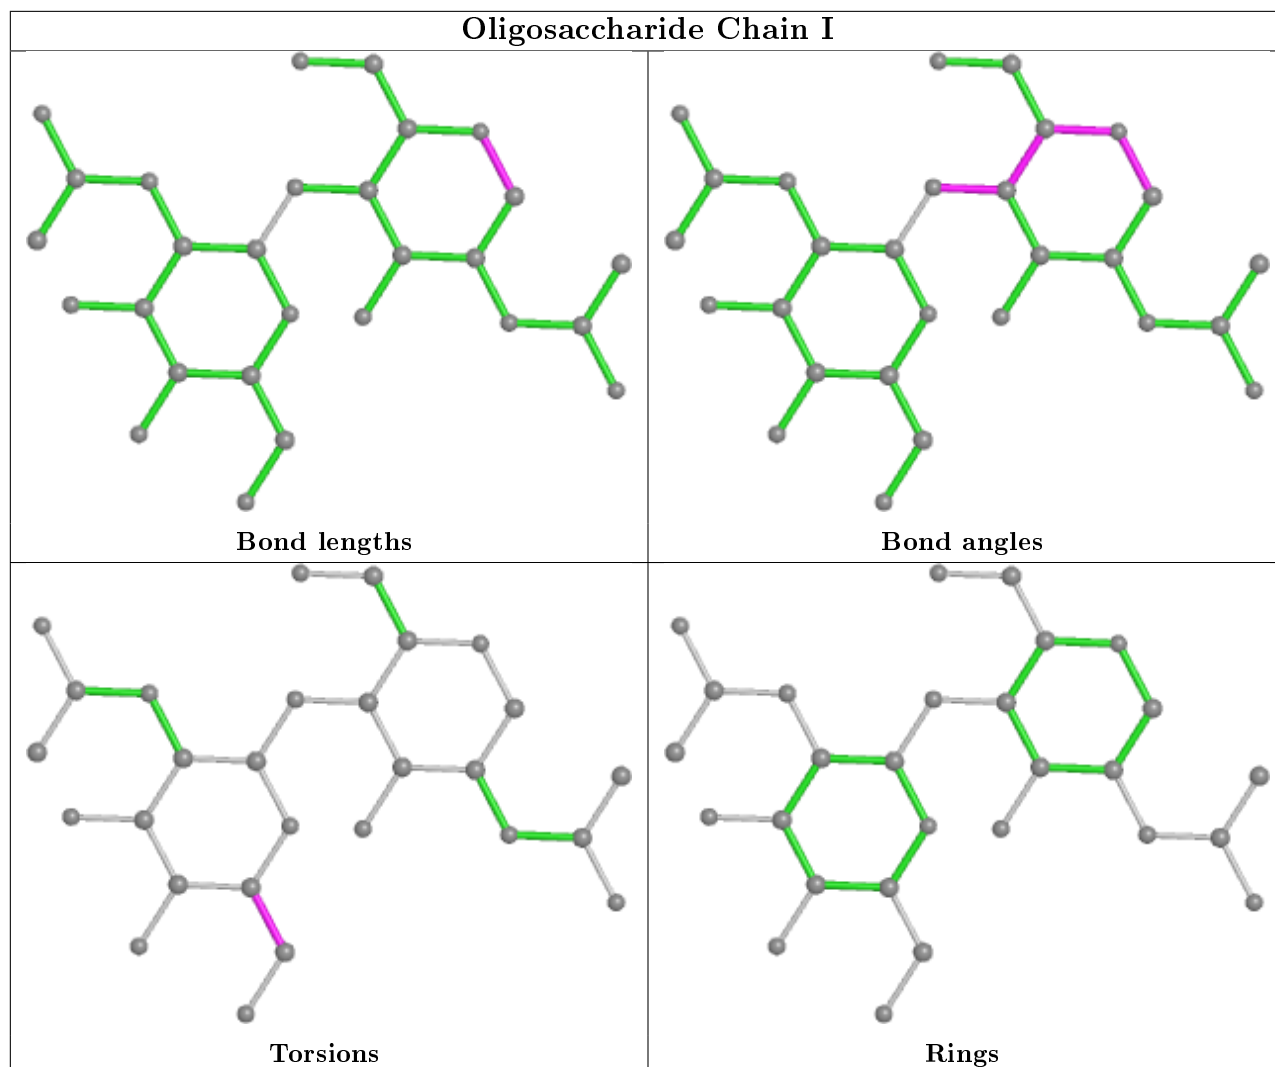 Oligosaccharide Chain I
Bond lengths
Bond angles
Torsions
Rings